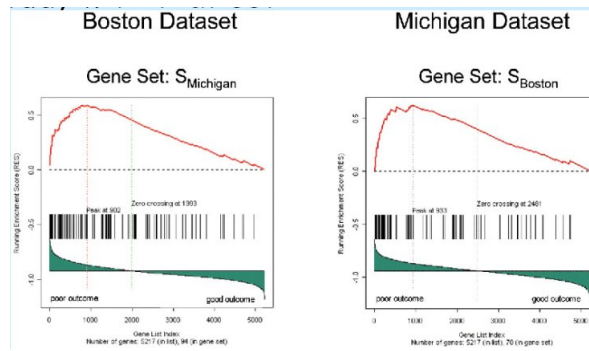 Boston Dataset
Michigan Dataset
Gene Set: S_Michigan
Gene Set: S_Boston
Running Enrichment Score (RES)
0.5
0.0
-0.5
-1.0
Peak at 902
Zero crossing at 1993
poor outcome
good outcome
0 1000 2000 3000 4000 5000
Gene List Index
Number of genes: 5217 (in list), 94 (in gene set)
Running Enrichment Score (RES)
0.5
0.0
-0.5
-1.0
Peak at 933
Zero crossing at 2481
poor outcome
good outcome
0 1000 2000 3000 4000 5000
Gene List Index
Number of genes: 5217 (in list), 70 (in gene set)